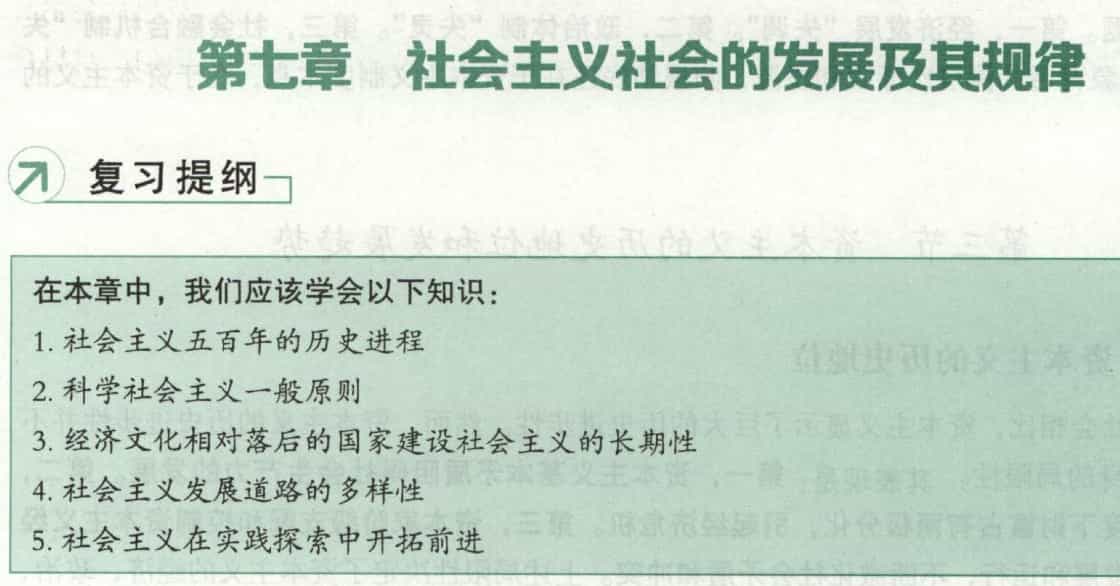 第七章 社会主义社会的发展及其规律
复习提纲
在本章中，我们应该学会以下知识：
1. 社会主义五百年的历史进程
2. 科学社会主义一般原则
3. 经济文化相对落后的国家建设社会主义的长期性
4. 社会主义发展道路的多样性
5. 社会主义在实践探索中开拓前进